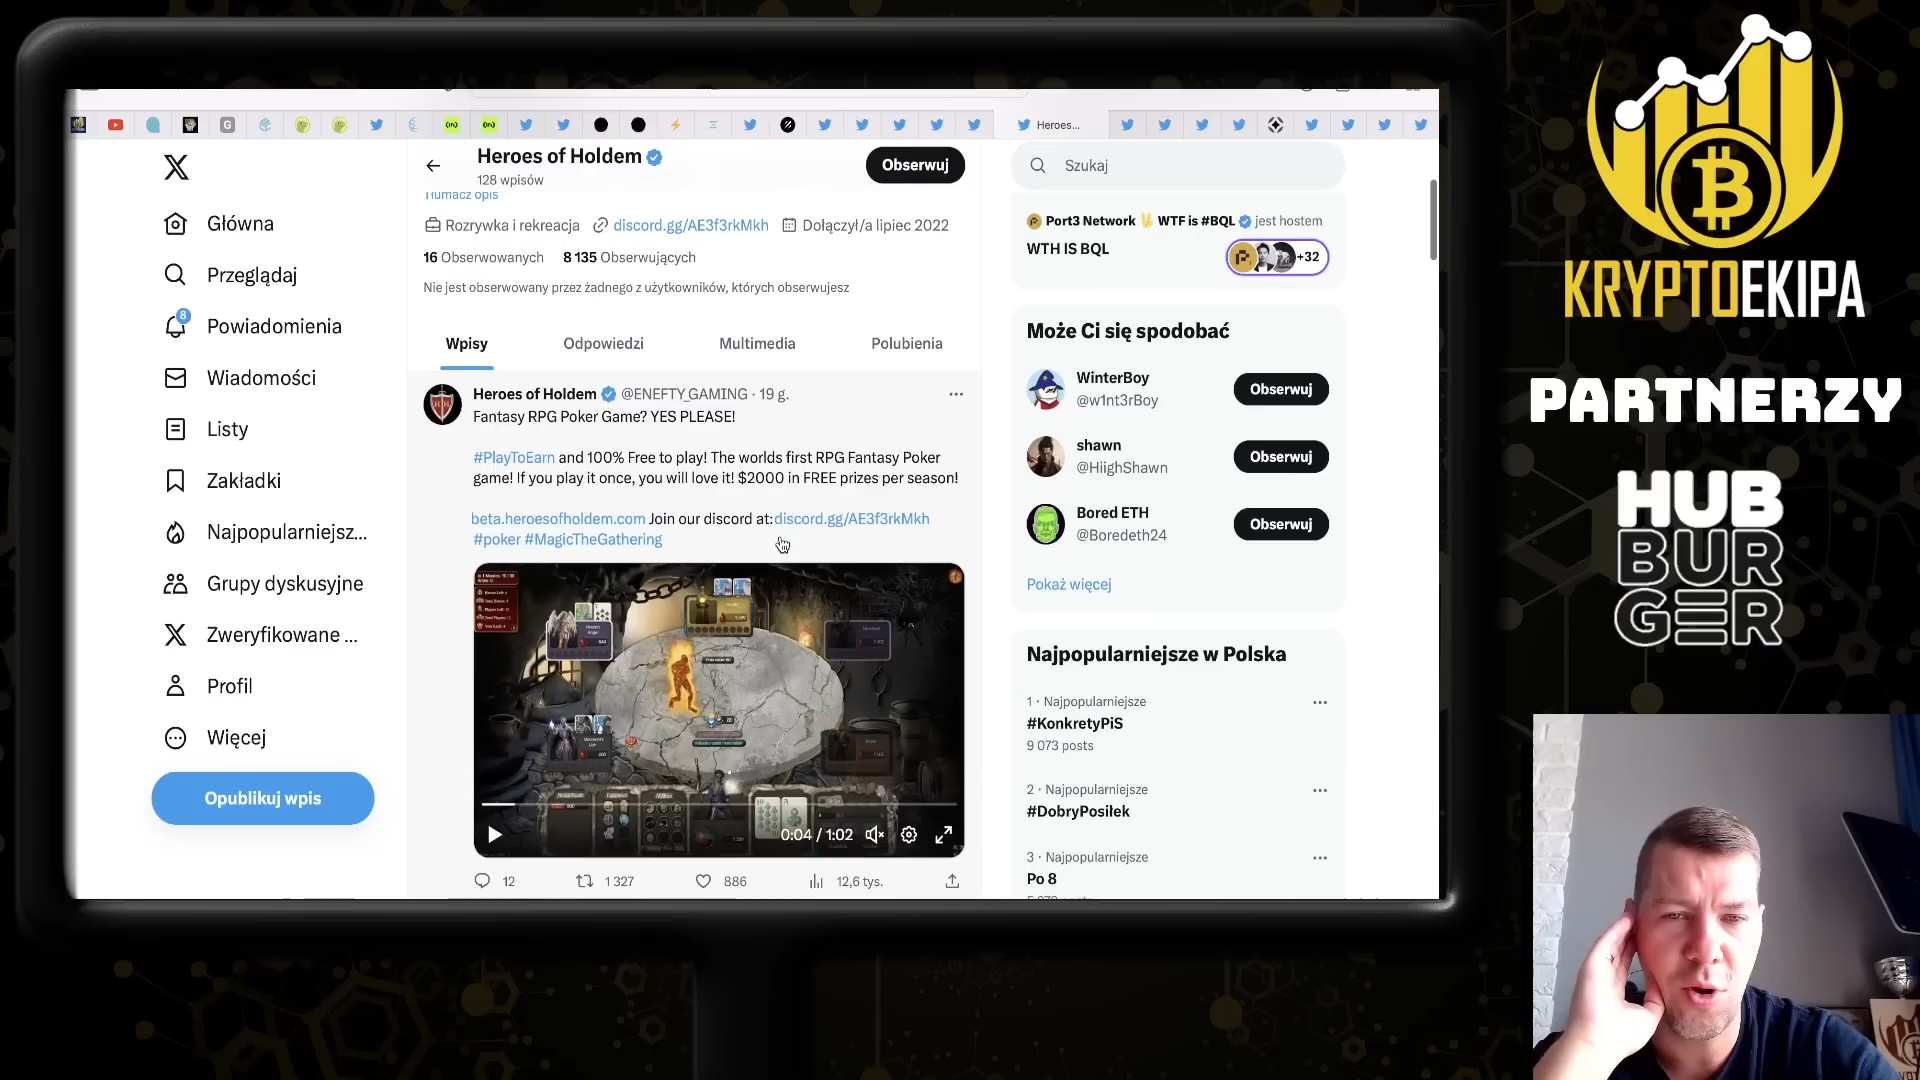 Heroes...
Heroes of Holdem
128 wpisów
Obserwuj
Tłumacz opis
Rozrywka i rekreacja discord.gg/AE3f3rkMkh Dołączył/a lipiec 2022
16 Obserwowanych 8 135 Obserwujących
Nie jest obserwowany przez żadnego z użytkowników, których obserwujesz
Wpisy Odpowiedzi Multimedia Polubienia
Główna
Przeglądaj
8
Powiadomienia
Wiadomości
Listy
Zakładki
Najpopularniejsz...
Grupy dyskusyjne
Zweryfikowane ...
Profil
Więcej
Opublikuj wpis
Heroes of Holdem @ENEFTY_GAMING · 19 g.
Fantasy RPG Poker Game? YES PLEASE!
#PlayToEarn and 100% Free to play! The worlds first RPG Fantasy Poker
game! If you play it once, you will love it! $2000 in FREE prizes per season!
beta.heroesofholdem.com Join our discord at:discord.gg/AE3f3rkMkh
#poker #MagicTheGathering
0:04 / 1:02
12 1 327 886 12,6 tys.
Szukaj
Port3 Network WTF is #BQL jest hostem
WTH IS BQL
+32
Może Ci się spodobać
WinterBoy
@w1nt3rBoy
Obserwuj
shawn
@HiighShawn
Obserwuj
Bored ETH
@Boredeth24
Obserwuj
Pokaż więcej
Najpopularniejsze w Polska
1 · Najpopularniejsze
#KonkretyPiS
9 073 posts
2 · Najpopularniejsze
#DobryPosiłek
3 · Najpopularniejsze
Po 8
KRYPTOEKIPA
PARTNERZY
HUB
BUR
GER